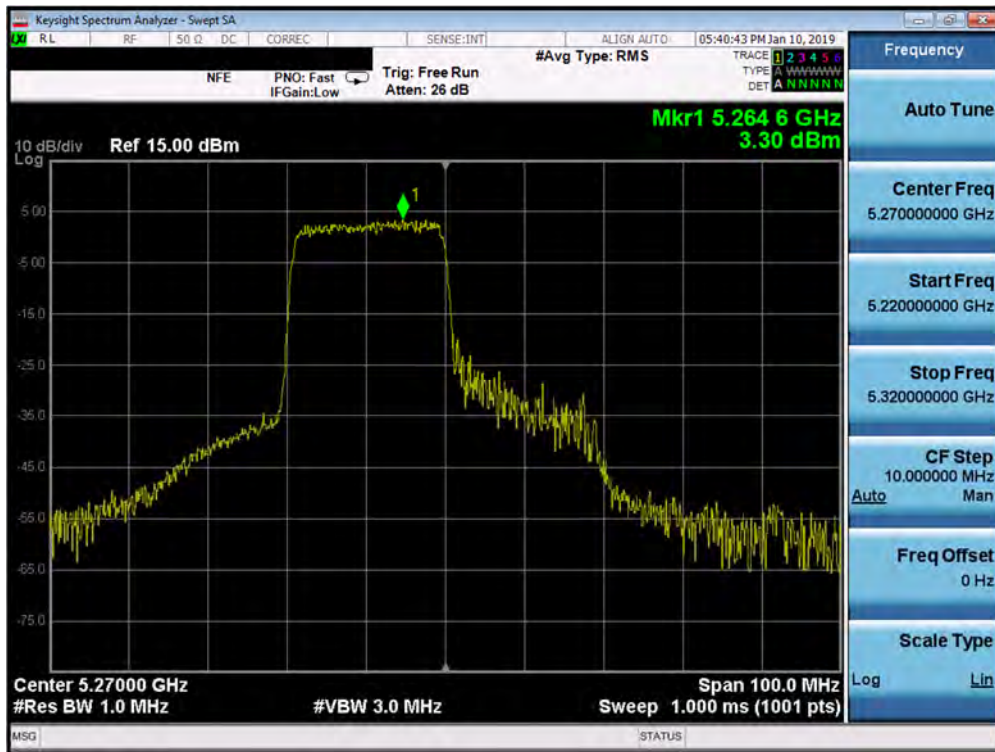 Keysight Spectrum Analyzer - Swept SA
LXI RL RF 50 Ω DC CORREC SENSE:INT ALIGN AUTO 05:40:43 PM Jan 10, 2019
NFE PNO: Fast Trig: Free Run #Avg Type: RMS TRACE 1 2 3 4 5 6
IFGain:Low Atten: 26 dB TYPE A WWWWWW
DET A N N N N N
Mkr1 5.264 6 GHz
3.30 dBm
10 dB/div Ref 15.00 dBm
Log
1
5.00
-5.00
-15.0
-25.0
-35.0
-45.0
-55.0
-65.0
-75.0
Center 5.27000 GHz Span 100.0 MHz
#Res BW 1.0 MHz #VBW 3.0 MHz Sweep 1.000 ms (1001 pts)
MSG STATUS
Frequency
Auto Tune
Center Freq
5.270000000 GHz
Start Freq
5.220000000 GHz
Stop Freq
5.320000000 GHz
CF Step
10.000000 MHz
Auto Man
Freq Offset
0 Hz
Scale Type
Log Lin